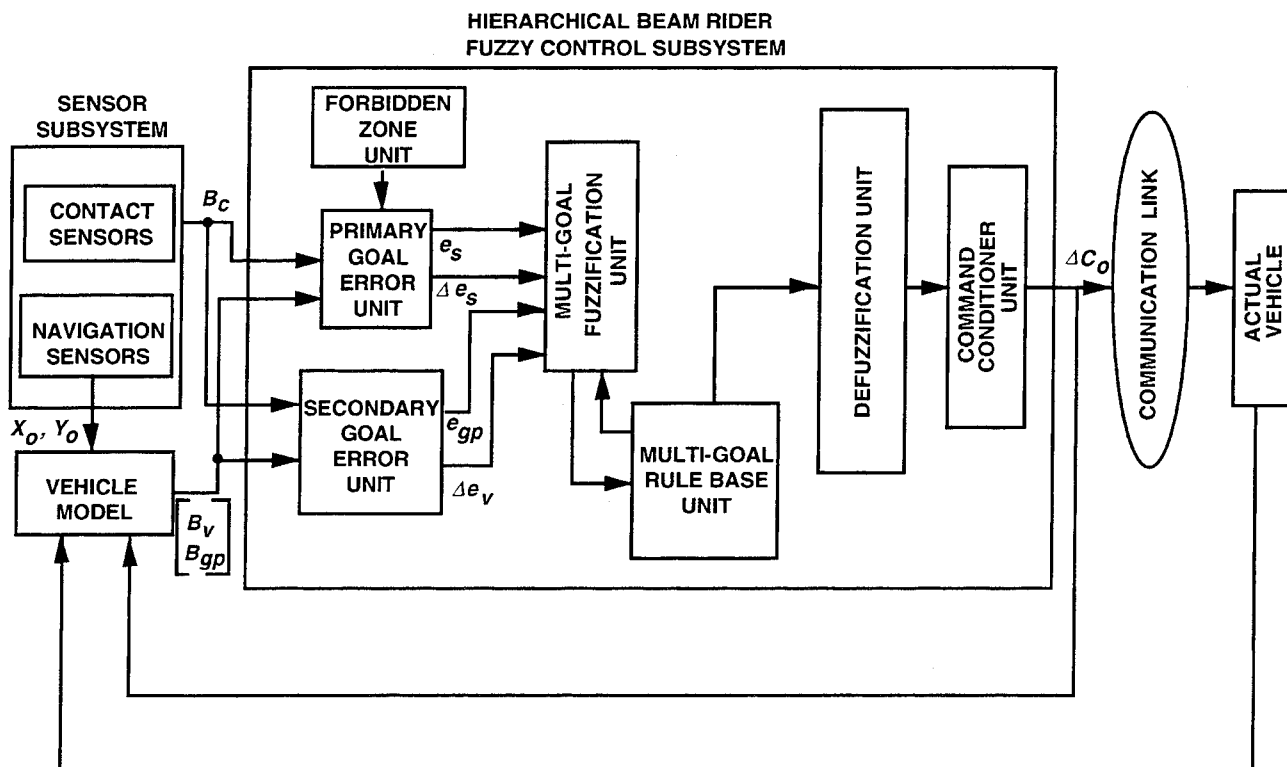 HIERARCHICAL BEAM RIDER
FUZZY CONTROL SUBSYSTEM
SENSOR
SUBSYSTEM
CONTACT
SENSORS
NAVIGATION
SENSORS
B_c
X_o, Y_o
VEHICLE
MODEL
B_v
B_gp
FORBIDDEN
ZONE
UNIT
PRIMARY
GOAL
ERROR UNIT
e_s
Δe_s
SECONDARY
GOAL
ERROR
UNIT
e_gp
Δe_v
MULTI-GOAL
FUZZIFICATION
UNIT
MULTI-GOAL
RULE BASE
UNIT
DEFUZZIFICATION UNIT
COMMAND
CONDITIONER
UNIT
ΔC_o
COMMUNICATION LINK
ACTUAL
VEHICLE